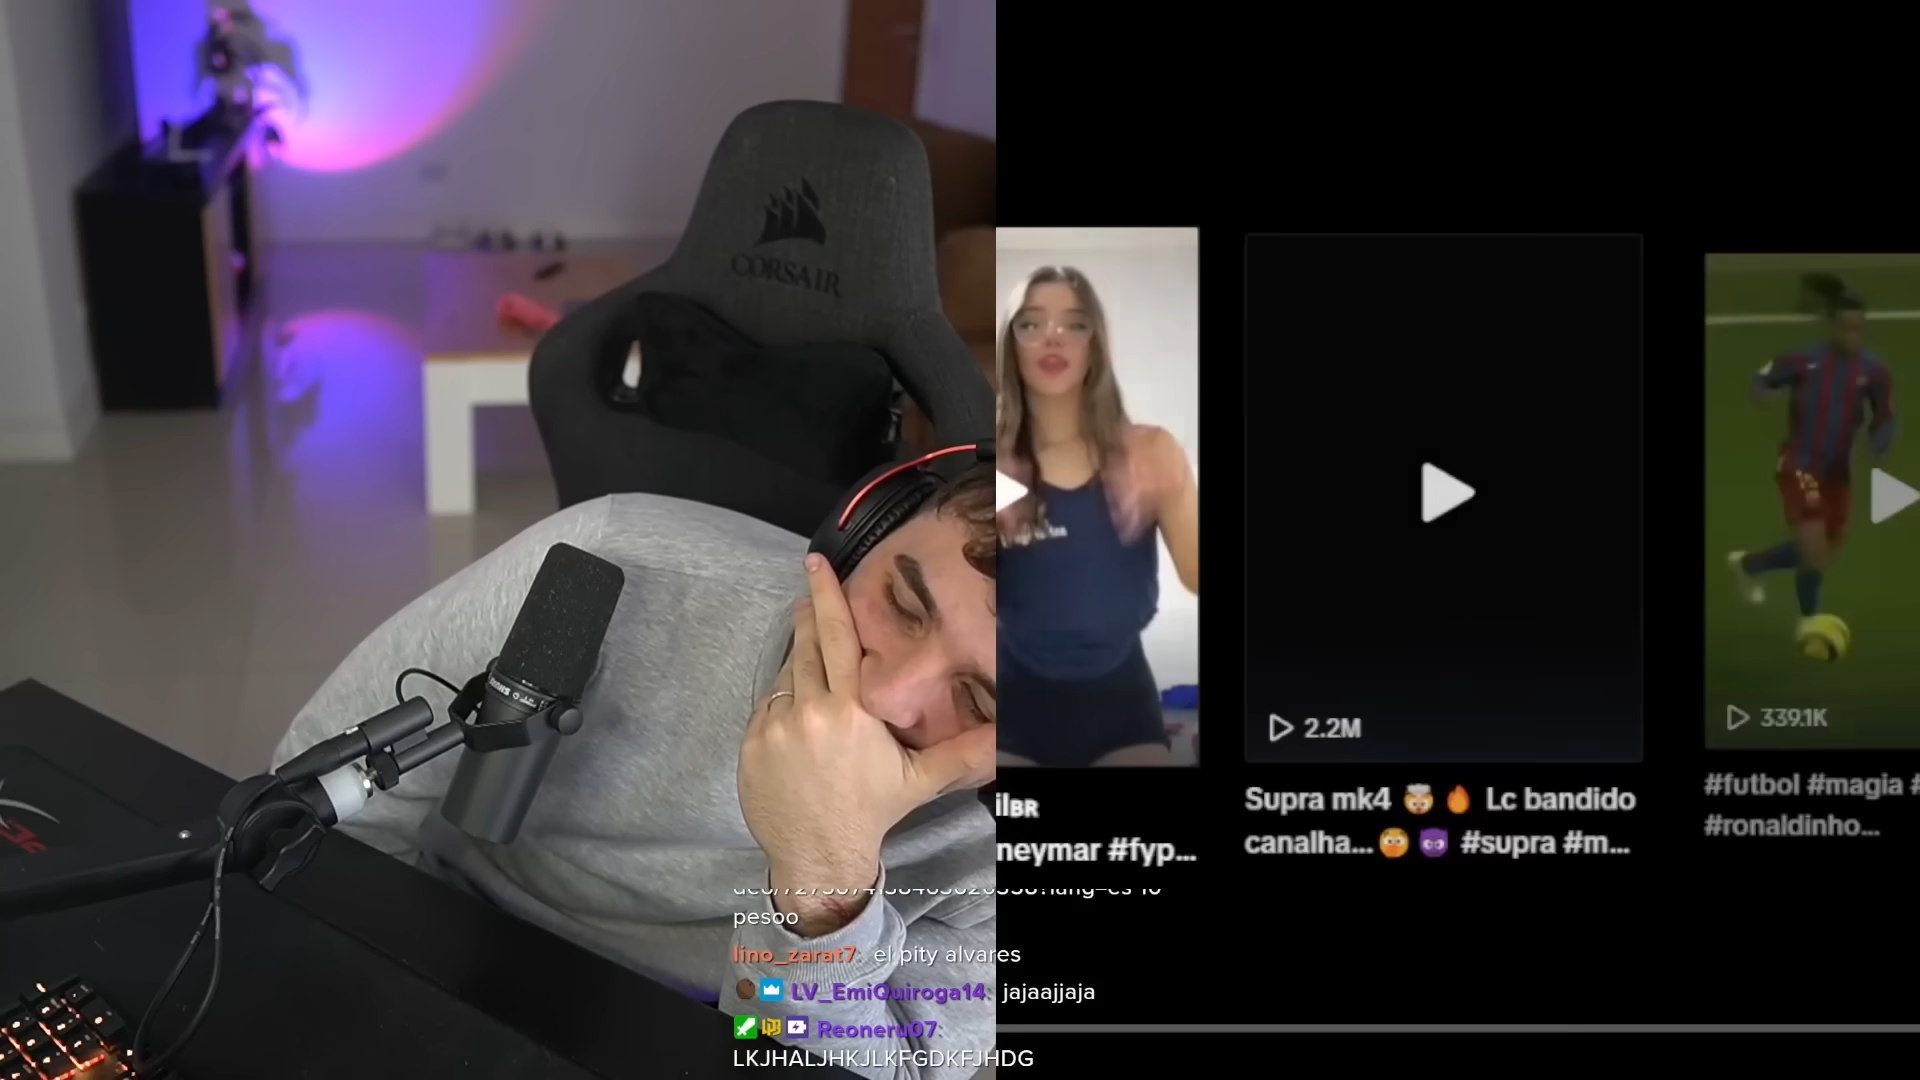 CORSAIR
ilBR
neymar #fyp...
2.2M
Supra mk4 🤯 🔥 Lc bandido
canalha...🥵 😈 #supra #m...
339.1K
#futbol #magia #
#ronaldinho...
pesoo
lino_zarat7: el pity alvares
LV_EmiQuiroga14: jajaajjaja
Reoneru07:
LKJHALJHKJLKFGDKFJHDG